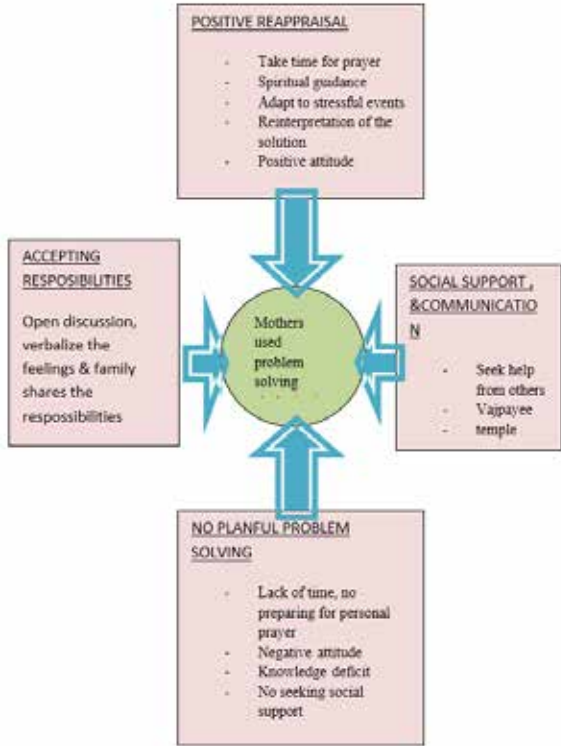 POSITIVE REAPPRAISAL
- Take time for prayer
- Spiritual guidance
- Adapt to stressful events
- Reinterpretation of the
solution
- Positive attitude
ACCEPTING
RESPOSIBILITIES
Open discussion,
verbalize the
feelings & family
shares the
respossibilities
Mothers
used
problem
solving
SOCIAL SUPPORT ,
&COMMUNICATIO
N
- Seek help
from others
- Vajpayee
- temple
NO PLANFUL PROBLEM
SOLVING
- Lack of time, no
preparing for personal
prayer
- Negative attitude
- Knowledge deficit
- No seeking social
support